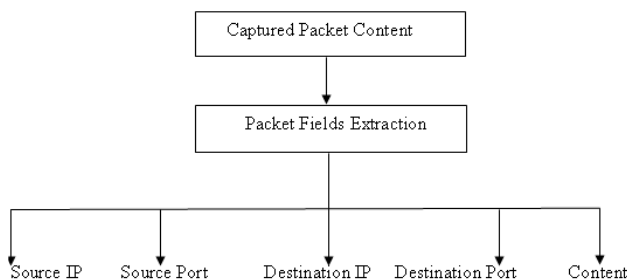 Captured Packet Content
Packet Fields Extraction
Source IP Source Port Destination IP Destination Port Content